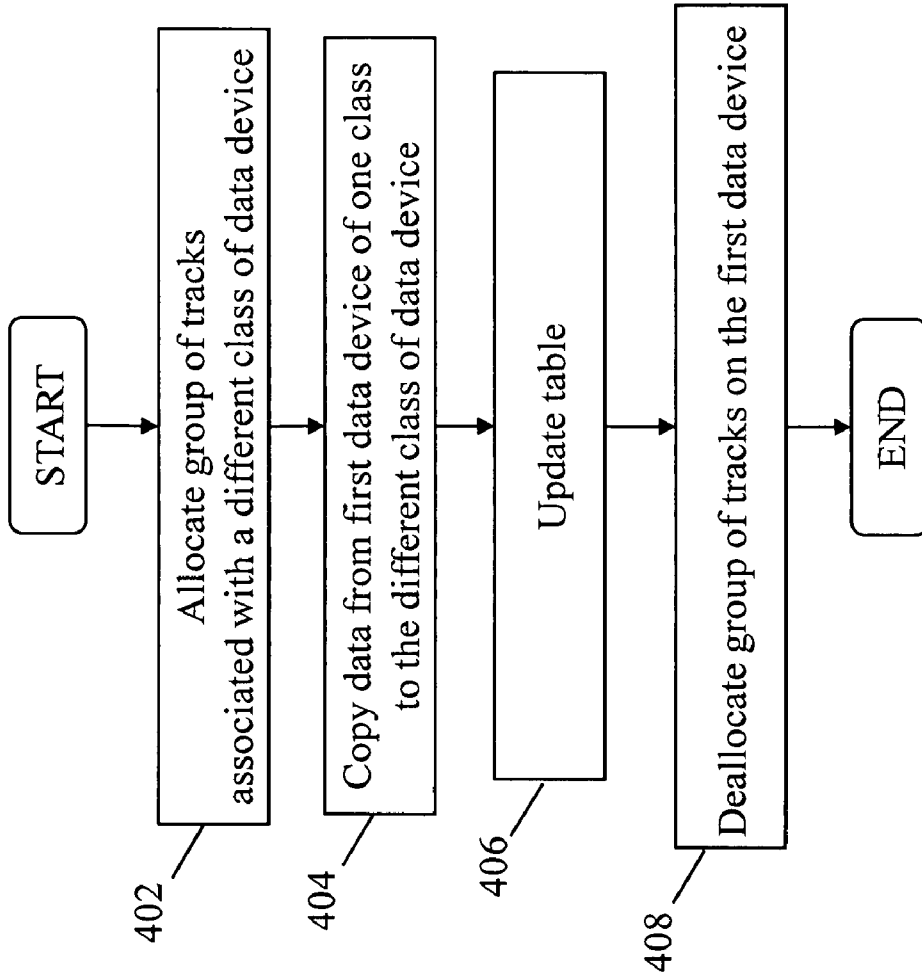 START
Allocate group of tracks
associated with a different class of data device
402
Copy data from first data device of one class
to the different class of data device
404
Update table
406
Deallocate group of tracks on the first data device
408
END